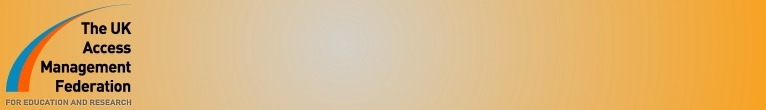 The UK
Access
Management
Federation
FOR EDUCATION AND RESEARCH